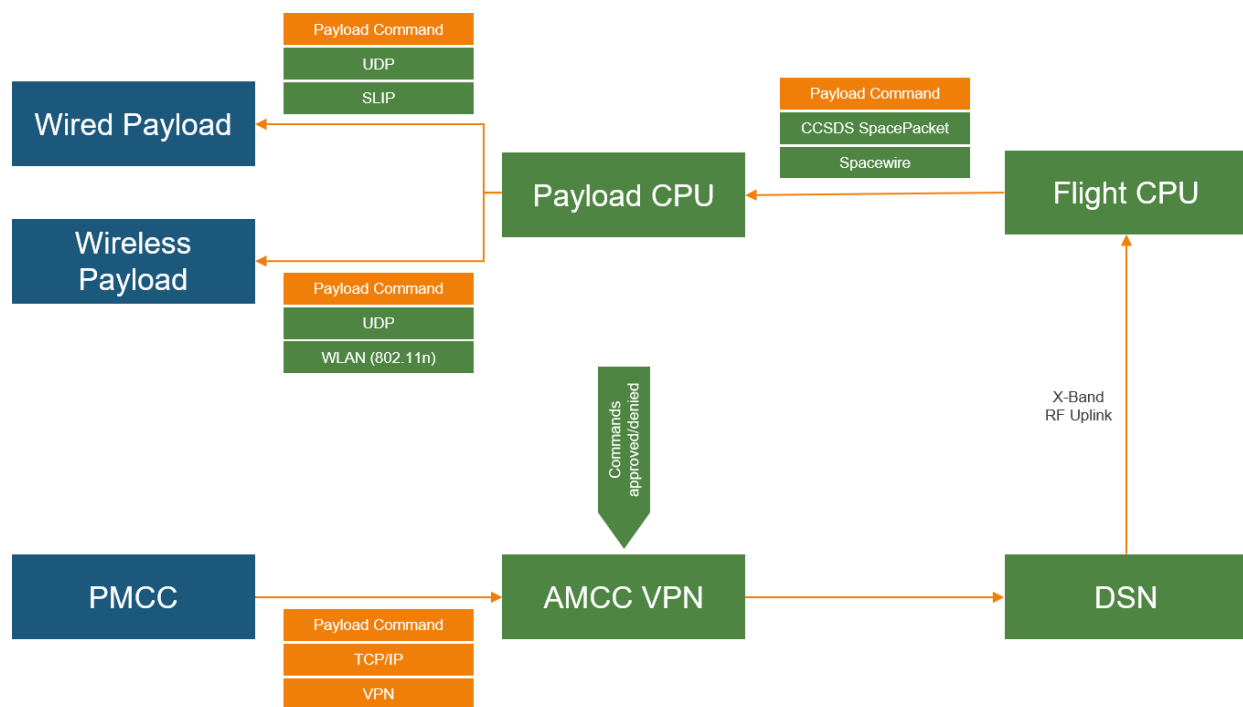 Payload Command
UDP
SLIP
Wired Payload
Payload Command
CCSDS SpacePacket
Spacewire
Payload CPU
Flight CPU
Wireless
Payload
Payload Command
UDP
WLAN (802.11n)
Commands
approved/denied
X-Band
RF Uplink
PMCC
AMCC VPN
DSN
Payload Command
TCP/IP
VPN